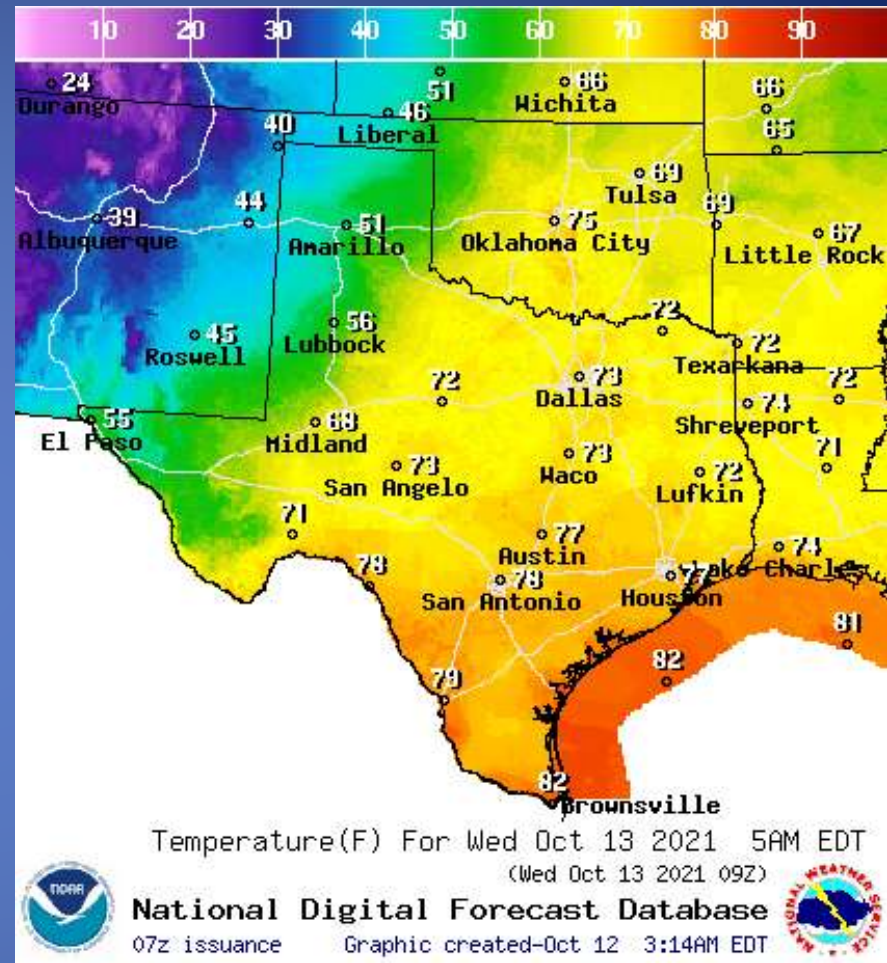 10 20 30 40 50 60 70 80 90
24 51 66 66
Durango Wichita
46 65
Liberal
40
69
Tulsa
39 44 51 75 69 67
Albuquerque Amarillo Oklahoma City Little Rock
45 56 72 72
Roswell Lubbock Texarkana
55 68 72 73 74 72
El Paso Midland Dallas Shreveport
73 73 72 71
San Angelo Waco Lufkin
71 77 74
Austin Lake Charles
78 78 77
San Antonio Houston
81
82
79
82
Brownsville
Temperature(F) For Wed Oct 13 2021 5AM EDT
(Wed Oct 13 2021 09Z)
NOAA
National Digital Forecast Database
07z issuance Graphic created-Oct 12 3:14AM EDT
NATIONAL WEATHER SERVICE